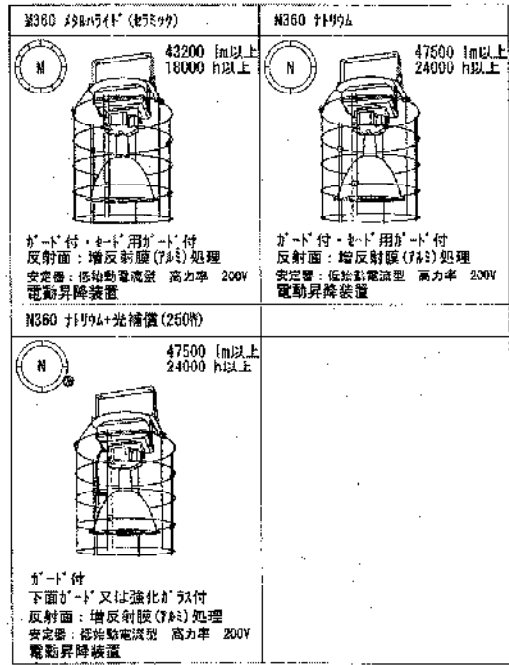 M360 ﾒﾀﾙﾊﾗｲﾄﾞ(ｾﾗﾐｯｸ)
M
43200 lm以上
18000 h以上
ｶﾞｰﾄﾞ付・ｾｰﾄﾞ用ｶﾞｰﾄﾞ付
反射面：増反射膜(ｱﾙﾐ)処理
安定器：低始動電流型 高力率 200V
電動昇降装置
N360 ﾅﾄﾘｳﾑ
N
47500 lm以上
24000 h以上
ｶﾞｰﾄﾞ付・ｾｰﾄﾞ用ｶﾞｰﾄﾞ付
反射面：増反射膜(ｱﾙﾐ)処理
安定器：低始動電流型 高力率 200V
電動昇降装置
N360 ﾅﾄﾘｳﾑ+光補償(250W)
N
47500 lm以上
24000 h以上
ｶﾞｰﾄﾞ付
下面ｶﾞｰﾄﾞ又は強化ｶﾞﾗｽ付
反射面：増反射膜(ｱﾙﾐ)処理
安定器：低始動電流型 高力率 200V
電動昇降装置